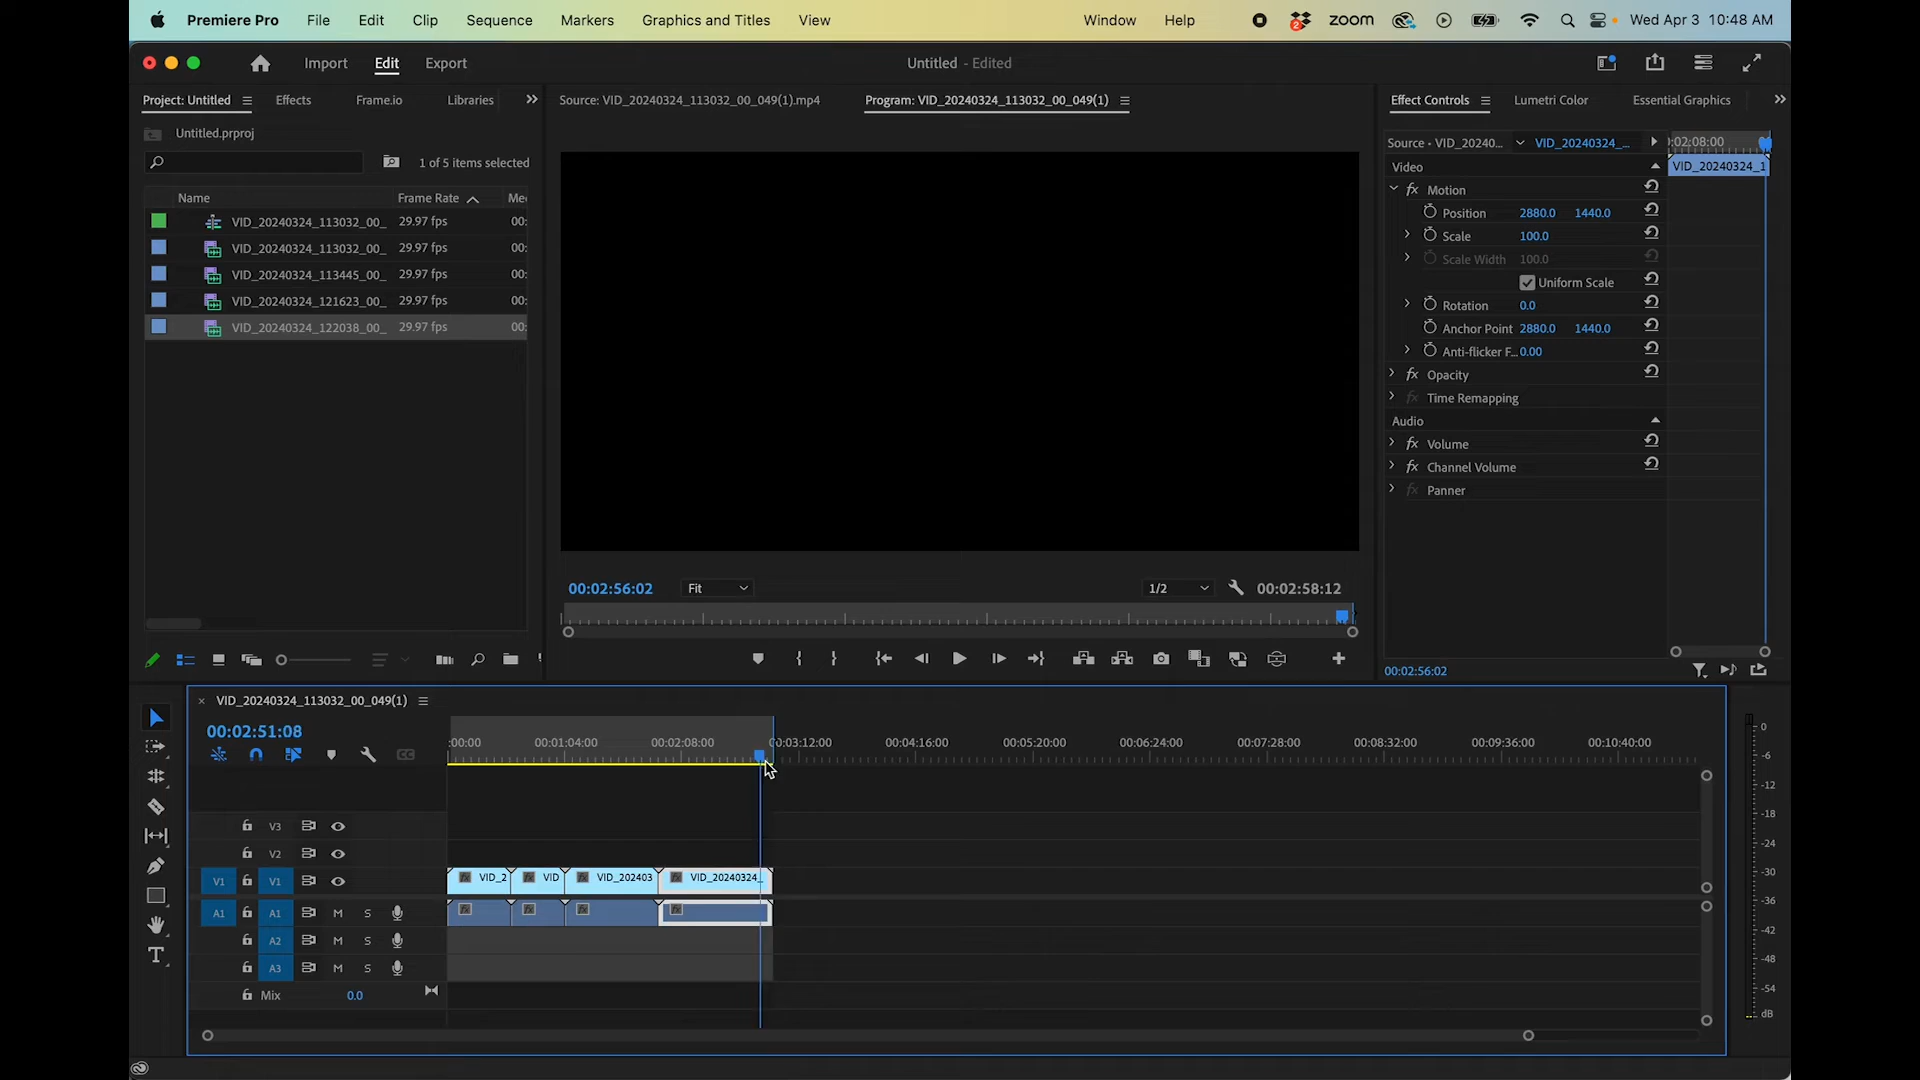 Premiere Pro File Edit Clip Sequence Markers Graphics and Titles View Window Help 2 zoom Wed Apr 3 10:48 AM
Import Edit Export Untitled - Edited
Project: Untitled Effects Frame.io Libraries
Untitled.prproj
1 of 5 items selected
Name Frame Rate Me
VID_20240324_113032_00_ 29.97 fps 00:
VID_20240324_113032_00_ 29.97 fps 00:
VID_20240324_113445_00_ 29.97 fps 00:
VID_20240324_121623_00_ 29.97 fps 00:
VID_20240324_122038_00_ 29.97 fps 00:
Source: VID_20240324_113032_00_049(1).mp4 Program: VID_20240324_113032_00_049(1)
00:02:56:02 Fit 1/2 00:02:58:12
Effect Controls Lumetri Color Essential Graphics
Source • VID_20240... VID_20240324_... :02:08:00
Video VID_20240324_1
fx Motion
Position 2880.0 1440.0
Scale 100.0
Scale Width 100.0
Uniform Scale
Rotation 0.0
Anchor Point 2880.0 1440.0
Anti-flicker F... 0.00
fx Opacity
fx Time Remapping
Audio
fx Volume
fx Channel Volume
fx Panner
00:02:56:02
× VID_20240324_113032_00_049(1)
00:02:51:08
CC
:00:00 00:01:04:00 00:02:08:00 00:03:12:00 00:04:16:00 00:05:20:00 00:06:24:00 00:07:28:00 00:08:32:00 00:09:36:00 00:10:40:00
V3
V2
V1 V1 fx VID_2 fx VID fx VID_202403 fx VID_20240324_
A1 A1 M S fx fx fx fx
A2 M S
A3 M S
Mix 0.0
T
0
-6
-12
-18
-24
-30
-36
-42
-48
-54
dB